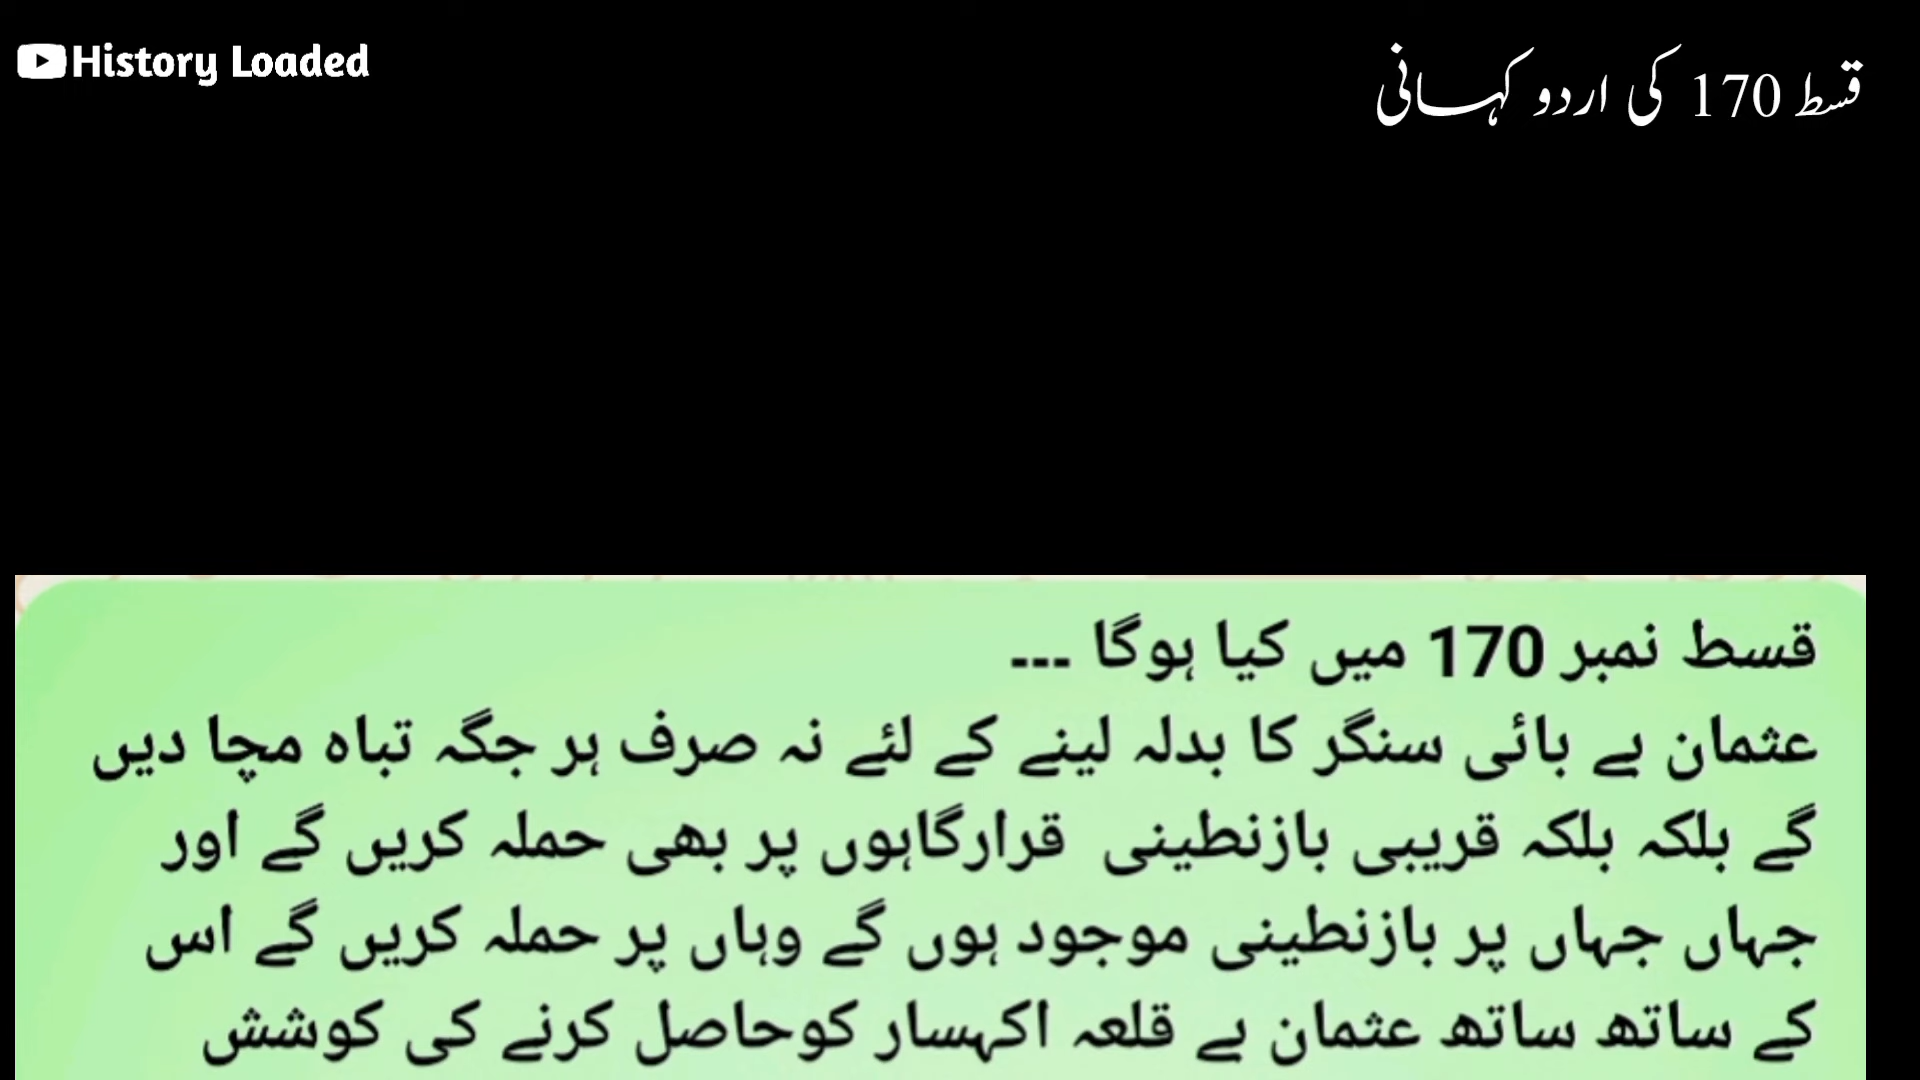 History Loaded
قسط 170 کی اردو کہانی
قسط نمبر 170 میں کیا ہوگا ---
عثمان بے بائی سنگر کا بدلہ لینے کے لئے نہ صرف ہر جگہ تباہ مچا دیں
گے بلکہ بلکہ قریبی بازنطینی قرارگاہوں پر بھی حملہ کریں گے اور
جہاں جہاں پر بازنطینی موجود ہوں گے وہاں پر حملہ کریں گے اس
کے ساتھ ساتھ عثمان بے قلعہ اکہسار کوحاصل کرنے کی کوشش